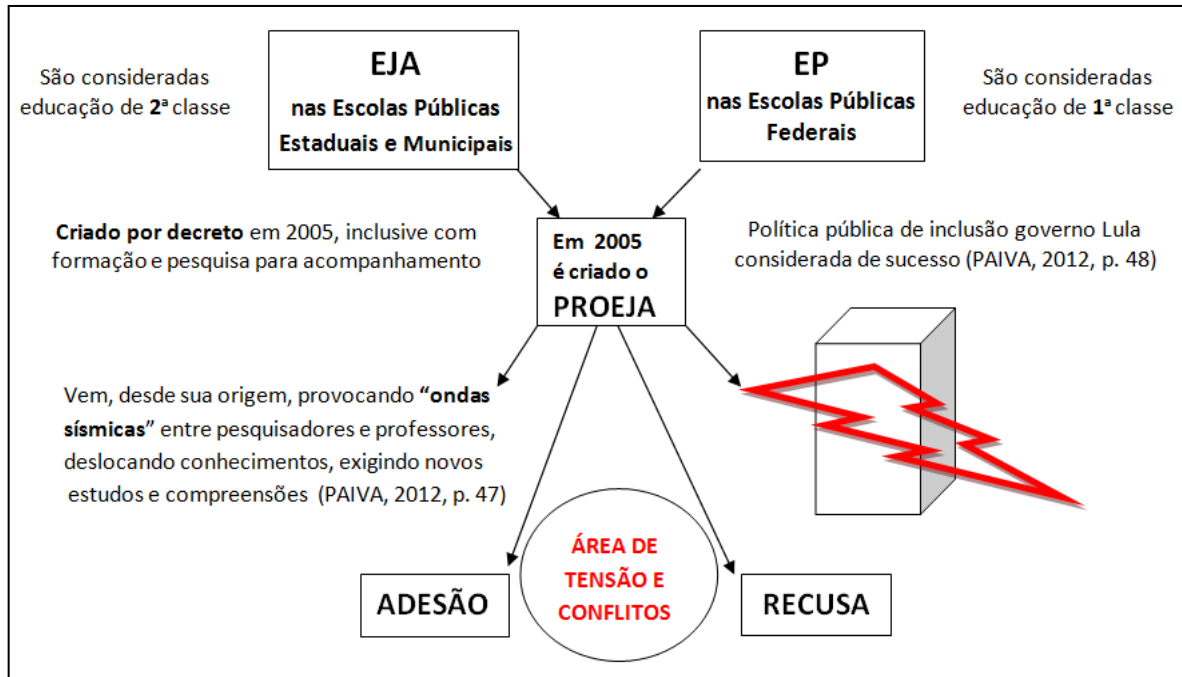 São consideradas
educação de 2ª classe
EJA
nas Escolas Públicas
Estaduais e Municipais
EP
nas Escolas Públicas
Federais
São consideradas
educação de 1ª classe
Criado por decreto em 2005, inclusive com
formação e pesquisa para acompanhamento
Em 2005
é criado o
PROEJA
Política pública de inclusão governo Lula
considerada de sucesso (PAIVA, 2012, p. 48)
Vem, desde sua origem, provocando “ondas
sísmicas” entre pesquisadores e professores,
deslocando conhecimentos, exigindo novos
estudos e compreensões (PAIVA, 2012, p. 47)
ADESÃO
ÁREA DE
TENSÃO E
CONFLITOS
RECUSA